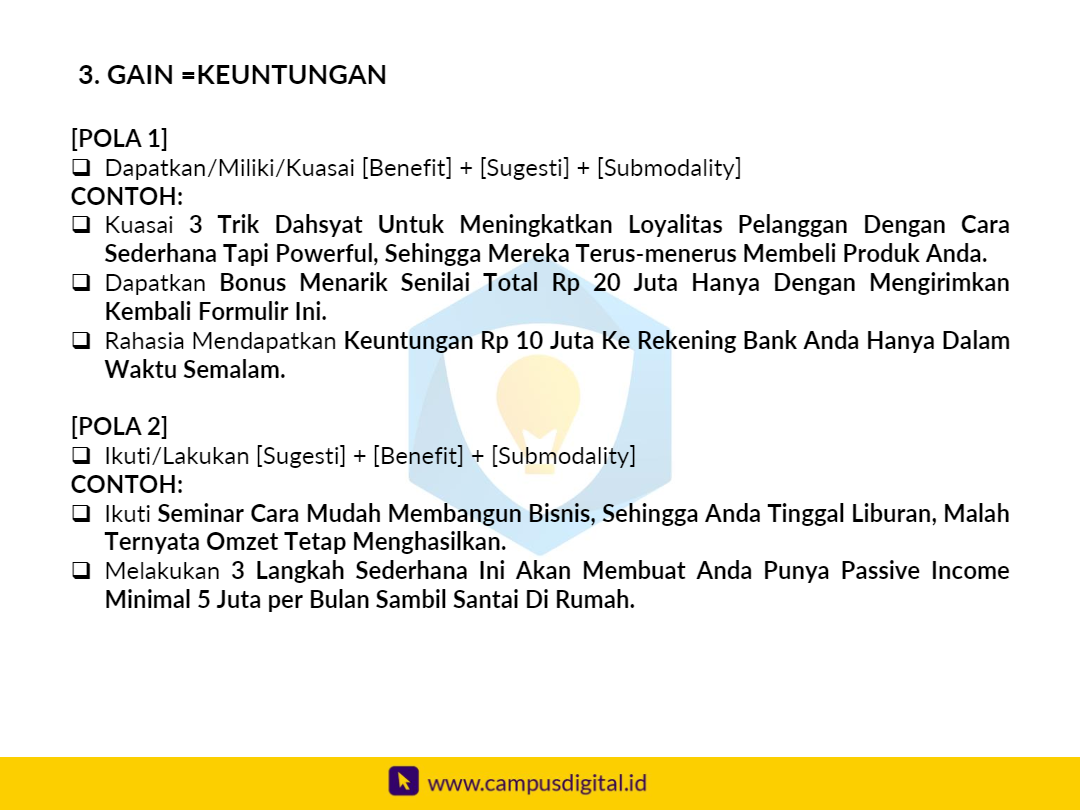 3. GAIN =KEUNTUNGAN
[POLA 1]
❑ Dapatkan/Miliki/Kuasai [Benefit] + [Sugesti] + [Submodality]
CONTOH:
❑ Kuasai 3 Trik Dahsyat Untuk Meningkatkan Loyalitas Pelanggan Dengan Cara
Sederhana Tapi Powerful, Sehingga Mereka Terus-menerus Membeli Produk Anda.
❑ Dapatkan Bonus Menarik Senilai Total Rp 20 Juta Hanya Dengan Mengirimkan
Kembali Formulir Ini.
❑ Rahasia Mendapatkan Keuntungan Rp 10 Juta Ke Rekening Bank Anda Hanya Dalam
Waktu Semalam.
[POLA 2]
❑ Ikuti/Lakukan [Sugesti] + [Benefit] + [Submodality]
CONTOH:
❑ Ikuti Seminar Cara Mudah Membangun Bisnis, Sehingga Anda Tinggal Liburan, Malah
Ternyata Omzet Tetap Menghasilkan.
❑ Melakukan 3 Langkah Sederhana Ini Akan Membuat Anda Punya Passive Income
Minimal 5 Juta per Bulan Sambil Santai Di Rumah.
www.campusdigital.id